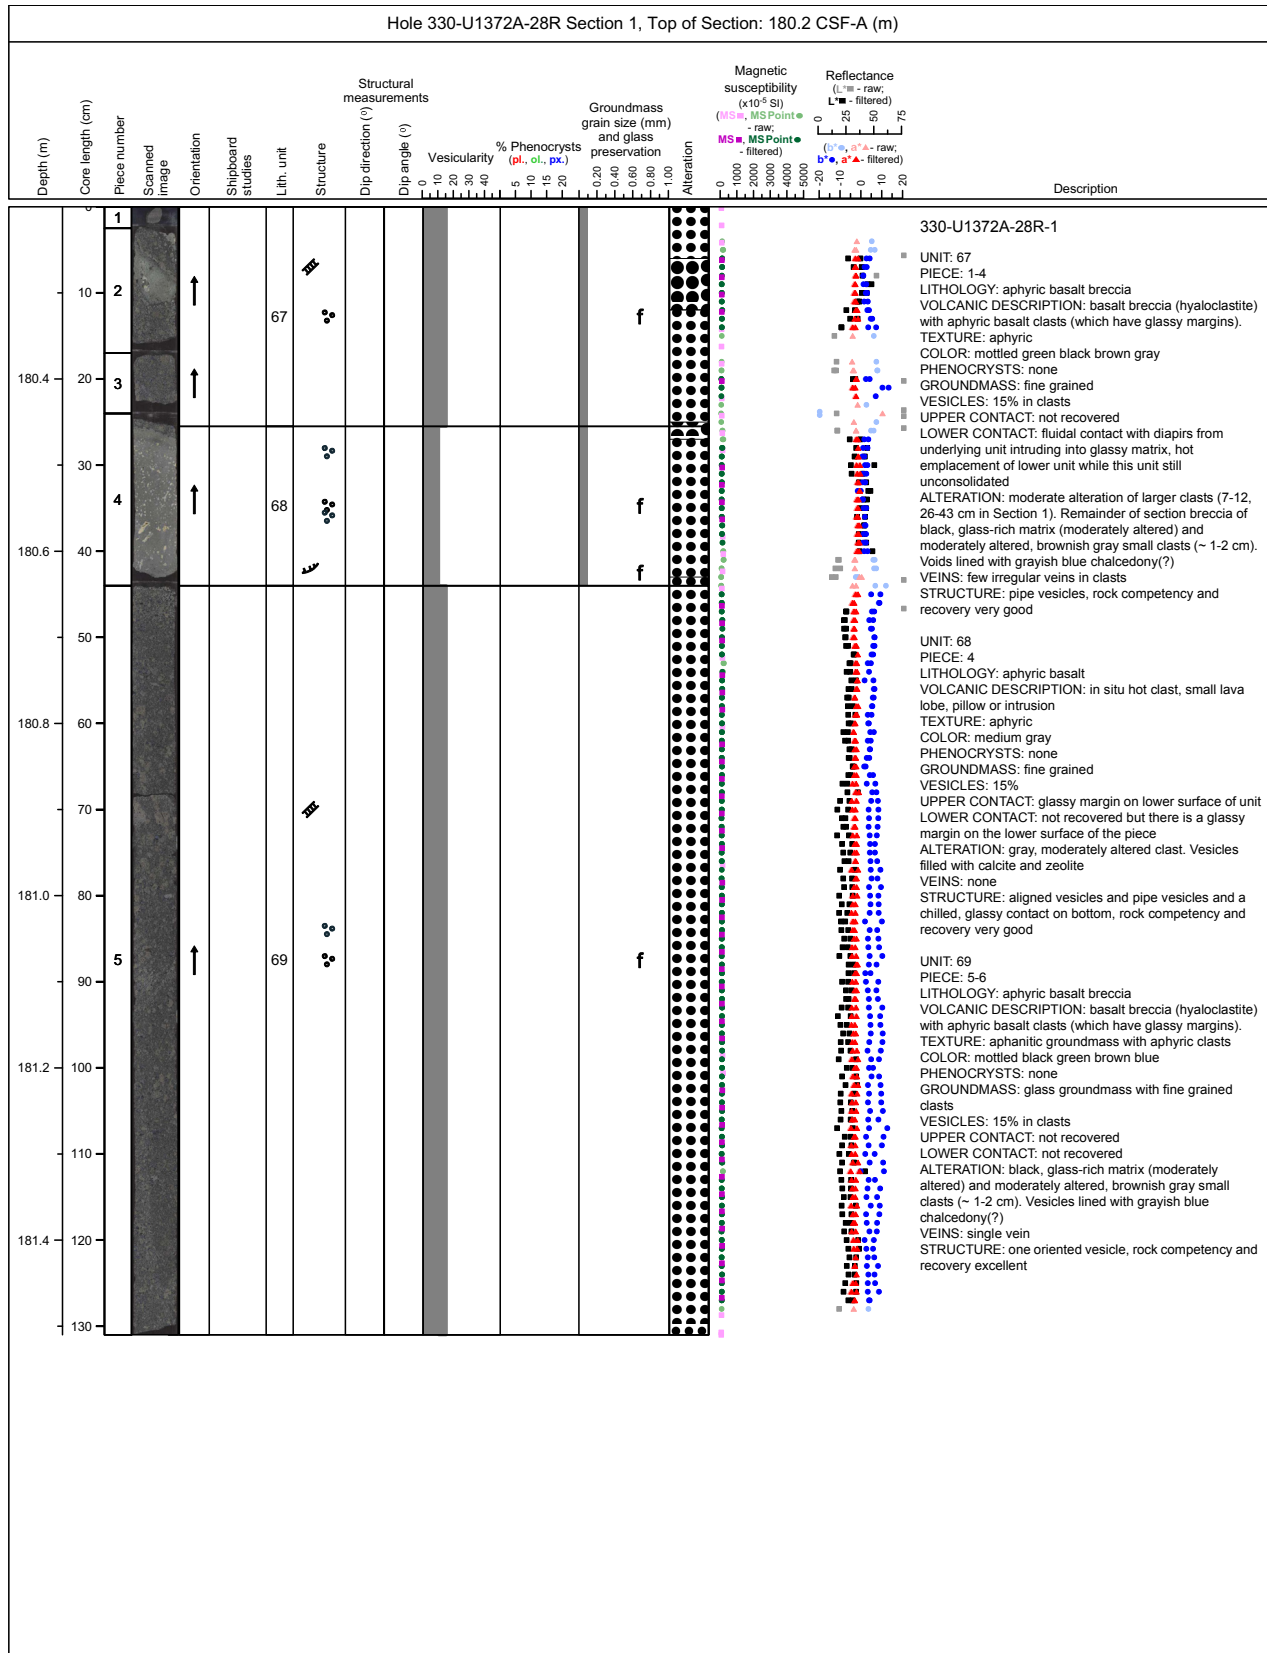 Hole 330-U1372A-28R Section 1, Top of Section: 180.2 CSF-A (m)
Depth (m)
Core length (cm)
Piece number
Scanned
image
Orientation
Shipboard
studies
Lith. unit
Structure
Structural
measurements
Dip direction (º)
Dip angle (º)
Vesicularity
0 10 20 30 40
% Phenocrysts
(pl., ol., px.)
5 10 15 20
Groundmass
grain size (mm)
and glass
preservation
0.20 0.40 0.60 0.80 1.00
Alteration
Magnetic
susceptibility
(x10-5 SI)
(MS, MSPoint
- raw;
MS, MSPoint
- filtered)
0 1000 2000 3000 4000 5000
Reflectance
(L* - raw;
L* - filtered)
0 25 50 75
(b*, a* - raw;
b*, a* - filtered)
-20 -10 0 10 20
Description
0
1
2
10
67
f
180.4
20
3
30
4
68
f
180.6
40
f
50
180.8
60
70
181.0
80
5
69
f
90
181.2
100
110
181.4
120
130
330-U1372A-28R-1
UNIT: 67
PIECE: 1-4
LITHOLOGY: aphyric basalt breccia
VOLCANIC DESCRIPTION: basalt breccia (hyaloclastite)
with aphyric basalt clasts (which have glassy margins).
TEXTURE: aphyric
COLOR: mottled green black brown gray
PHENOCRYSTS: none
GROUNDMASS: fine grained
VESICLES: 15% in clasts
UPPER CONTACT: not recovered
LOWER CONTACT: fluidal contact with diapirs from
underlying unit intruding into glassy matrix, hot
emplacement of lower unit while this unit still
unconsolidated
ALTERATION: moderate alteration of larger clasts (7-12,
26-43 cm in Section 1). Remainder of section breccia of
black, glass-rich matrix (moderately altered) and
moderately altered, brownish gray small clasts (~ 1-2 cm).
Voids lined with grayish blue chalcedony(?)
VEINS: few irregular veins in clasts
STRUCTURE: pipe vesicles, rock competency and
recovery very good
UNIT: 68
PIECE: 4
LITHOLOGY: aphyric basalt
VOLCANIC DESCRIPTION: in situ hot clast, small lava
lobe, pillow or intrusion
TEXTURE: aphyric
COLOR: medium gray
PHENOCRYSTS: none
GROUNDMASS: fine grained
VESICLES: 15%
UPPER CONTACT: glassy margin on lower surface of unit
LOWER CONTACT: not recovered but there is a glassy
margin on the lower surface of the piece
ALTERATION: gray, moderately altered clast. Vesicles
filled with calcite and zeolite
VEINS: none
STRUCTURE: aligned vesicles and pipe vesicles and a
chilled, glassy contact on bottom, rock competency and
recovery very good
UNIT: 69
PIECE: 5-6
LITHOLOGY: aphyric basalt breccia
VOLCANIC DESCRIPTION: basalt breccia (hyaloclastite)
with aphyric basalt clasts (which have glassy margins).
TEXTURE: aphanitic groundmass with aphyric clasts
COLOR: mottled black green brown blue
PHENOCRYSTS: none
GROUNDMASS: glass groundmass with fine grained
clasts
VESICLES: 15% in clasts
UPPER CONTACT: not recovered
LOWER CONTACT: not recovered
ALTERATION: black, glass-rich matrix (moderately
altered) and moderately altered, brownish gray small
clasts (~ 1-2 cm). Vesicles lined with grayish blue
chalcedony(?)
VEINS: single vein
STRUCTURE: one oriented vesicle, rock competency and
recovery excellent